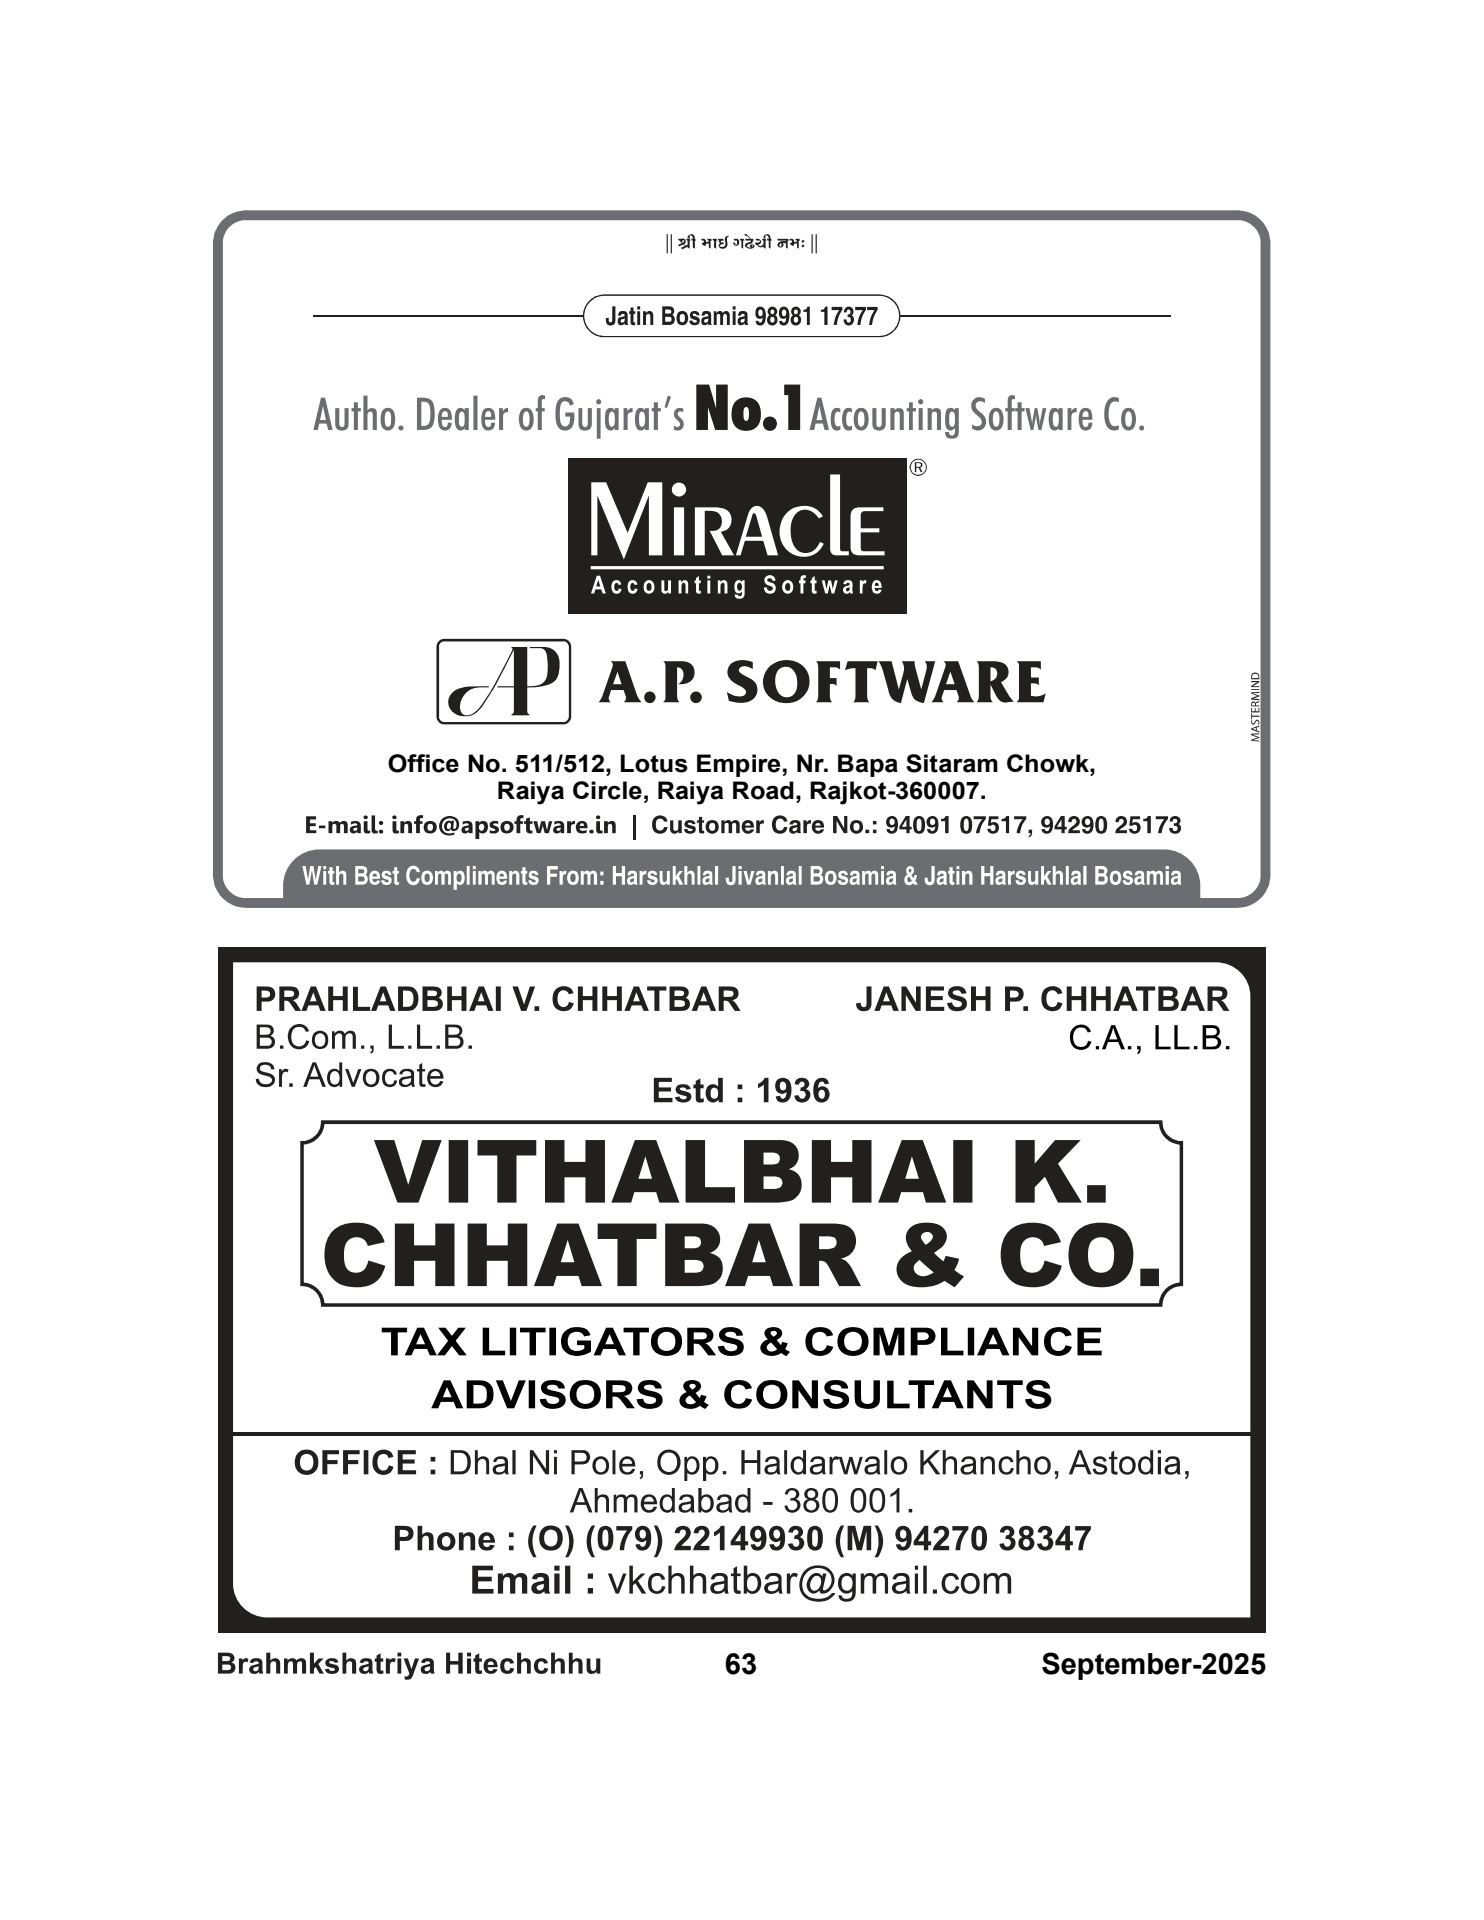 || શ્રી માઇ ગઢેચી નમઃ ||
Jatin Bosamia 98981 17377
Autho. Dealer of Gujarat's No.1 Accounting Software Co.
MiRACLE ®
Accounting Software
AP A.P. SOFTWARE
MASTERMIND
Office No. 511/512, Lotus Empire, Nr. Bapa Sitaram Chowk,
Raiya Circle, Raiya Road, Rajkot-360007.
E-mail: info@apsoftware.in | Customer Care No.: 94091 07517, 94290 25173
With Best Compliments From: Harsukhlal Jivanlal Bosamia & Jatin Harsukhlal Bosamia
PRAHLADBHAI V. CHHATBAR JANESH P. CHHATBAR
B.Com., L.L.B. C.A., LL.B.
Sr. Advocate
Estd : 1936
VITHALBHAI K.
CHHATBAR & CO.
TAX LITIGATORS & COMPLIANCE
ADVISORS & CONSULTANTS
OFFICE : Dhal Ni Pole, Opp. Haldarwalo Khancho, Astodia,
Ahmedabad - 380 001.
Phone : (O) (079) 22149930 (M) 94270 38347
Email : vkchhatbar@gmail.com
Brahmkshatriya Hitechchhu 63 September-2025